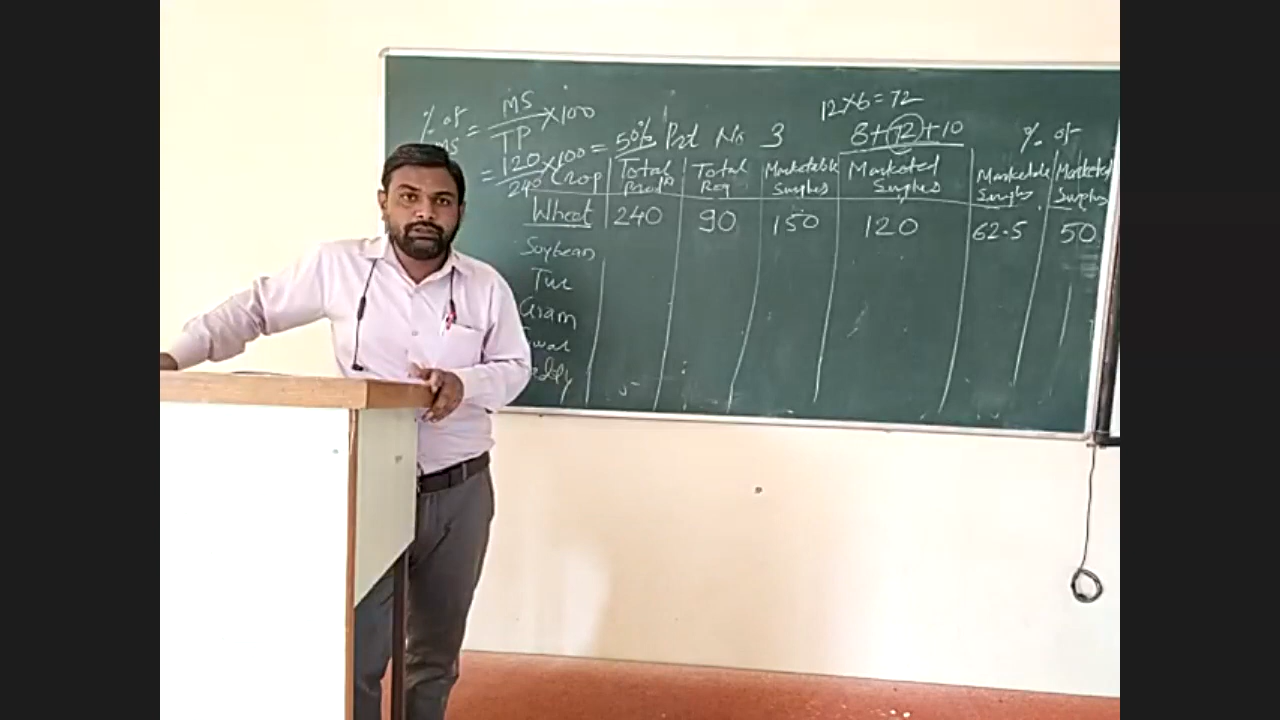 % of MS = MS / TP × 100
= 120 / 240 × 100 = 50%
Prt No 3
12 × 6 = 72
8 + 72 + 10
% of
Crop Total Prodn Total Req Marketable Surplus Marketed Surplus Marketable Surplus Marketed Surplus
Wheat 240 90 150 120 62.5 50
Soybean
Tur
Gram